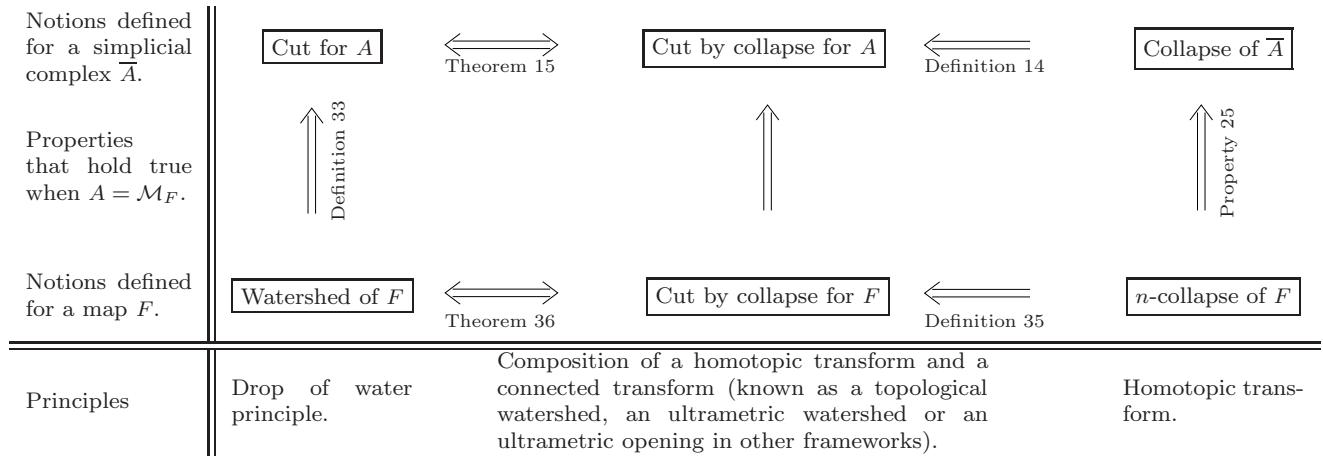 Notions defined
for a simplicial
complex A̅.
Cut for A
Theorem 15
Cut by collapse for A
Definition 14
Collapse of A̅
Properties
that hold true
when A = ℳ_F.
Definition 33
Property 25
Notions defined
for a map F.
Watershed of F
Theorem 36
Cut by collapse for F
Definition 35
n-collapse of F
Principles
Drop of water
principle.
Composition of a homotopic transform and a
connected transform (known as a topological
watershed, an ultrametric watershed or an
ultrametric opening in other frameworks).
Homotopic trans-
form.